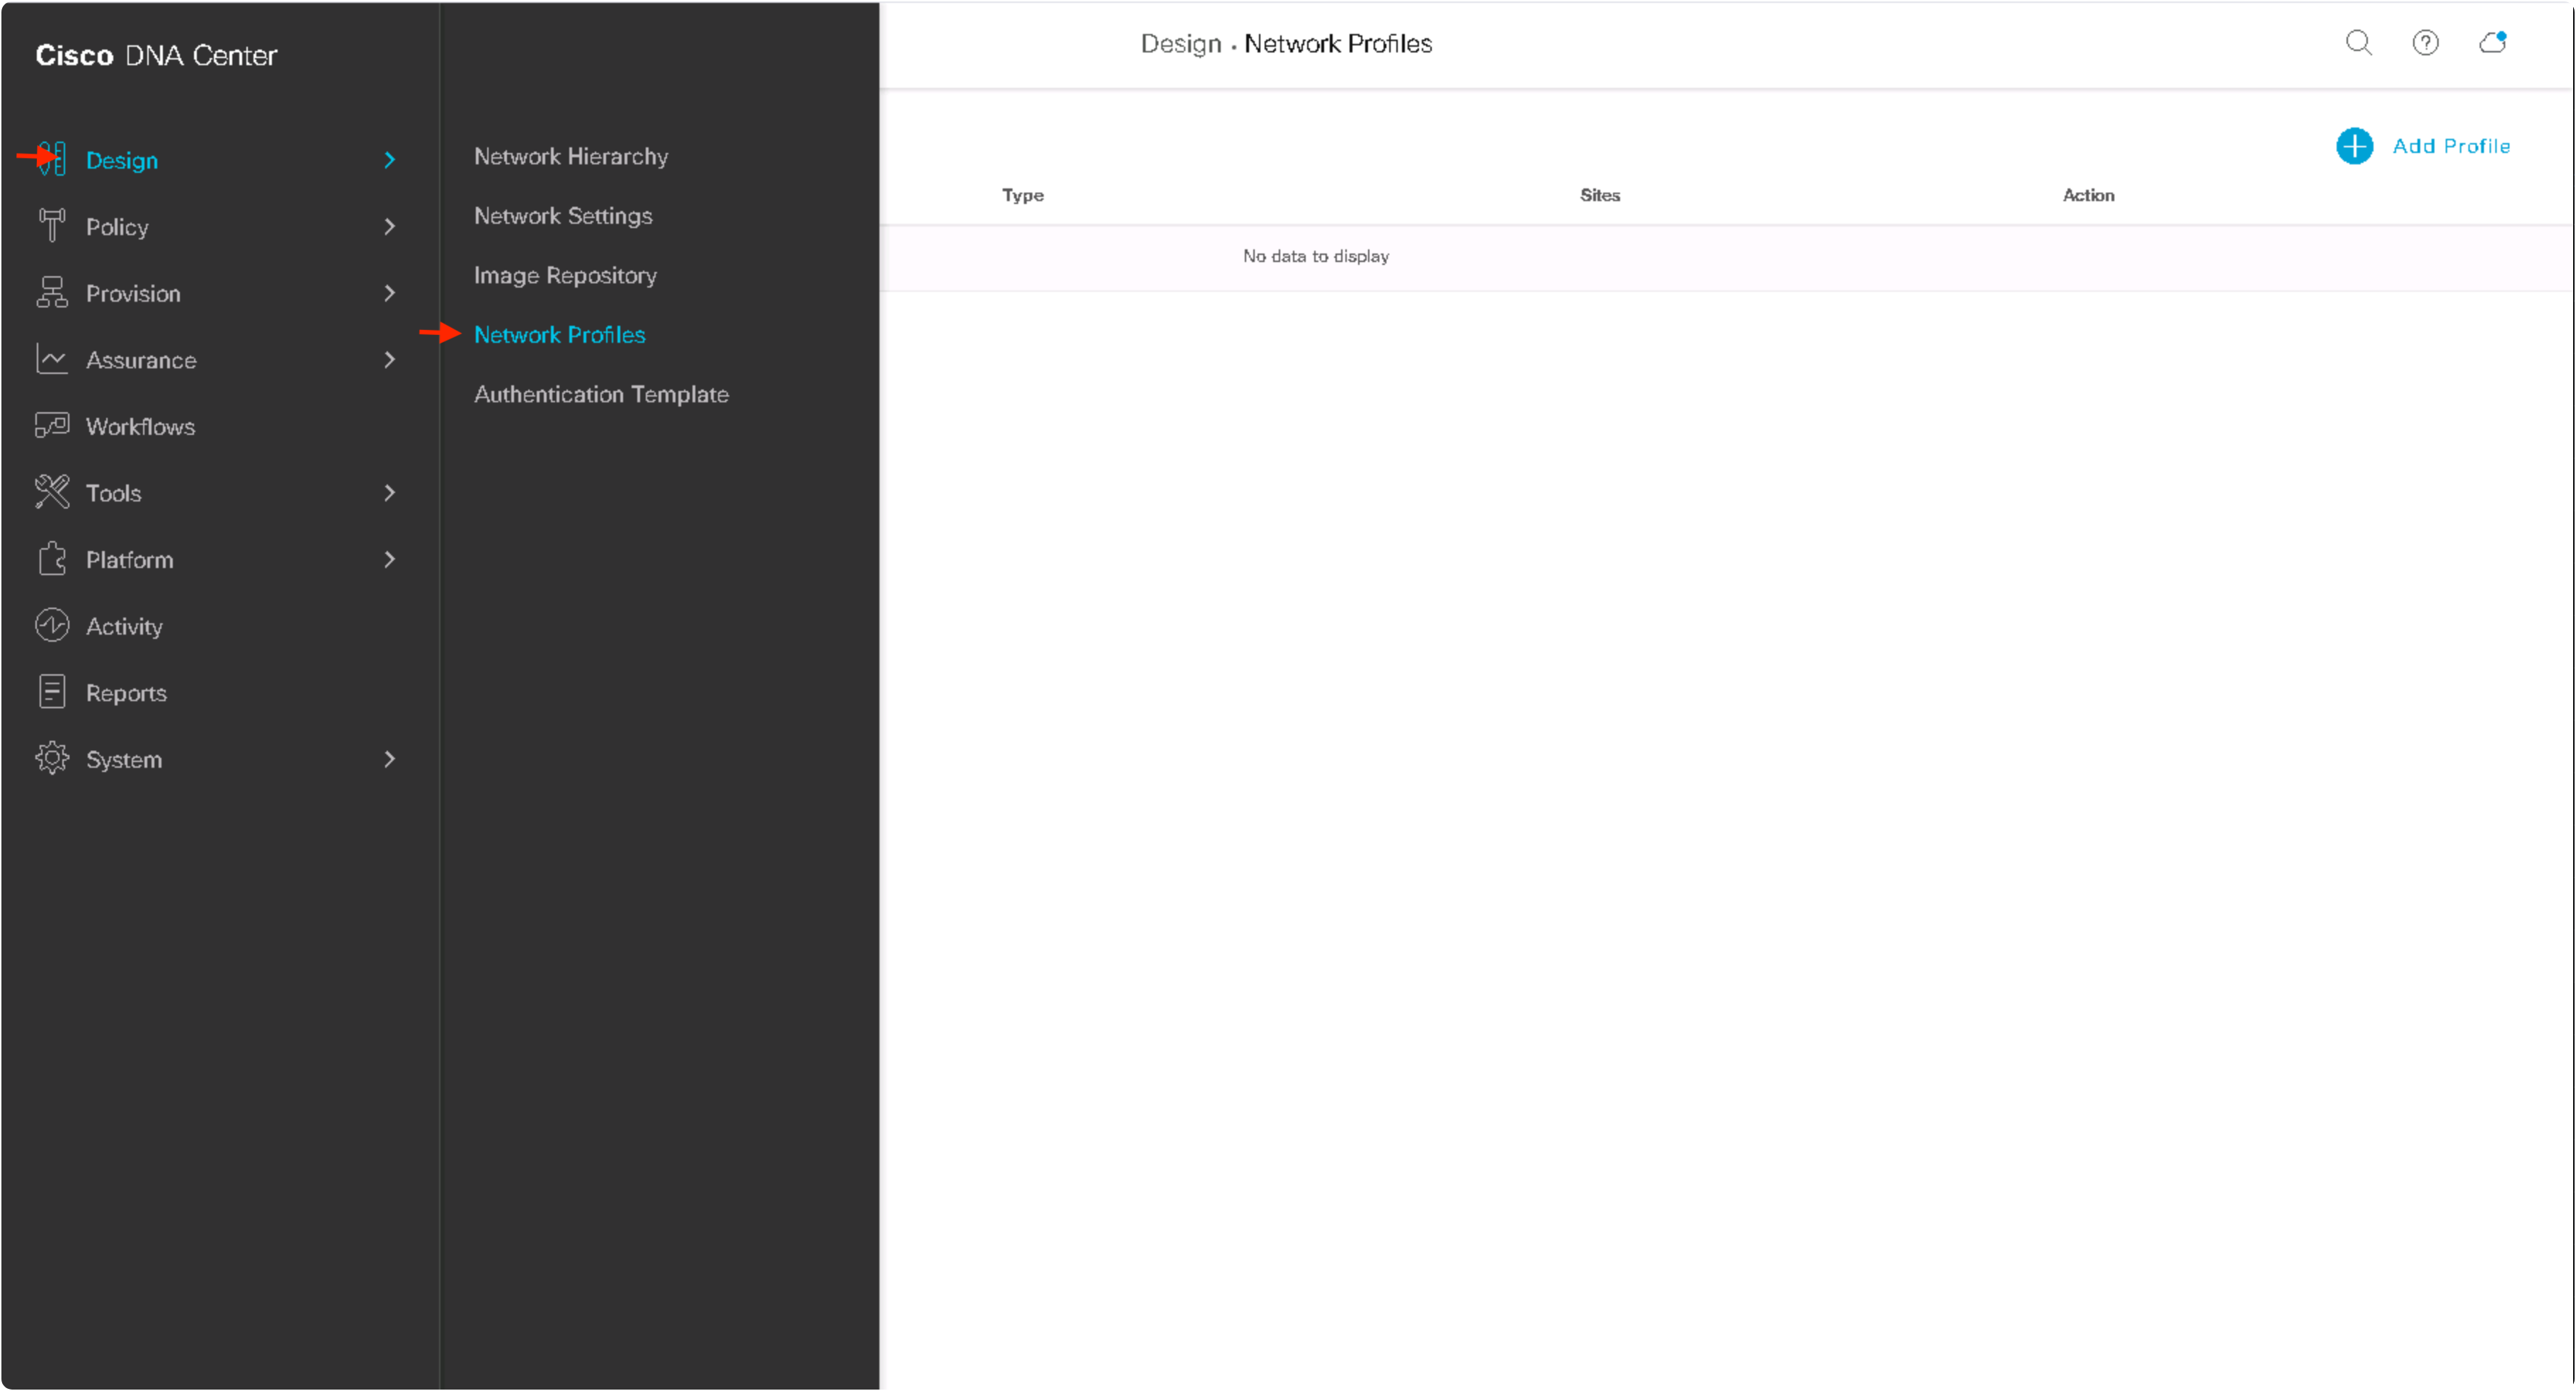 Cisco DNA Center
Design
Policy
Provision
Assurance
Workflows
Tools
Platform
Activity
Reports
System
Network Hierarchy
Network Settings
Image Repository
Network Profiles
Authentication Template
Design · Network Profiles
Add Profile
Type Sites Action
No data to display